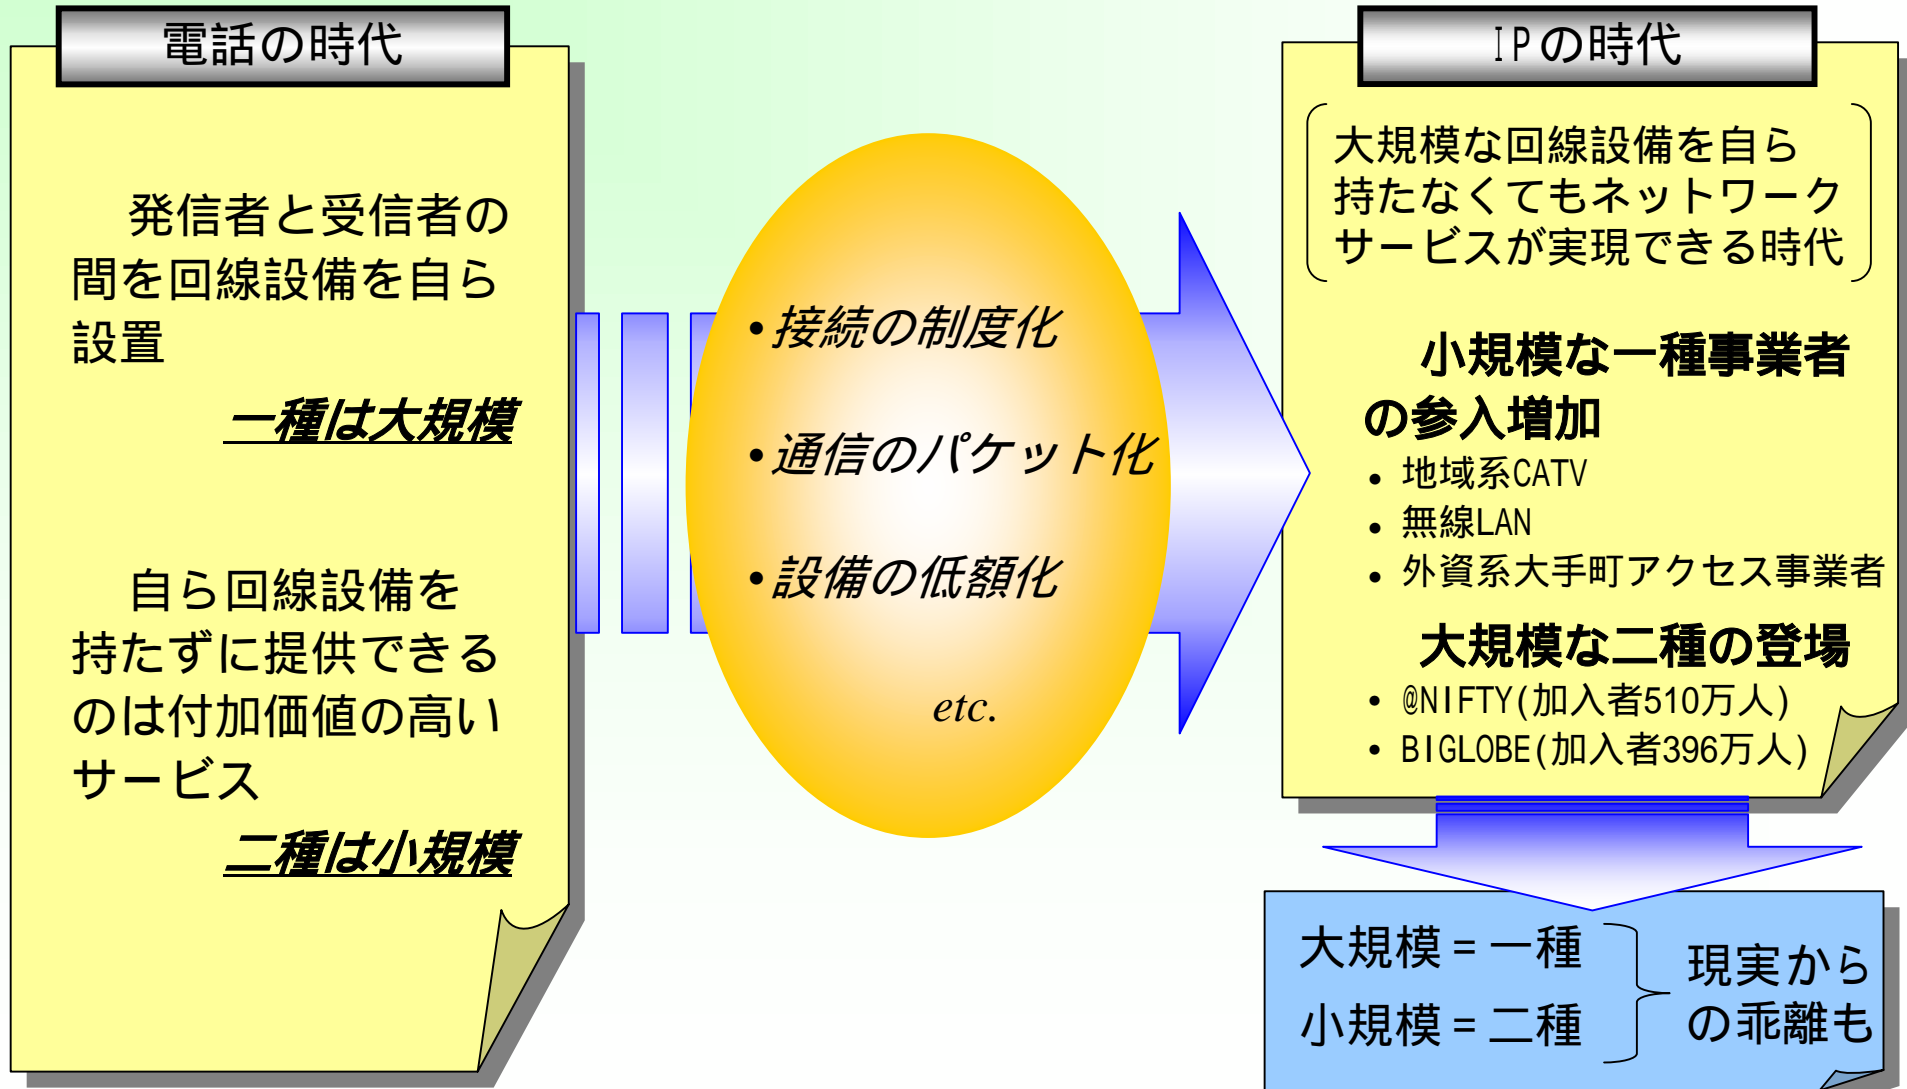 電話の時代
発信者と受信者の
間を回線設備を自ら
設置
一種は大規模
自ら回線設備を
持たずに提供できる
のは付加価値の高い
サービス
二種は小規模
•接続の制度化
•通信のパケット化
•設備の低額化
etc.
IPの時代
大規模な回線設備を自ら
持たなくてもネットワーク
サービスが実現できる時代
小規模な一種事業者
の参入増加
• 地域系CATV
• 無線LAN
• 外資系大手町アクセス事業者
大規模な二種の登場
• @NIFTY(加入者510万人)
• BIGLOBE(加入者396万人)
大規模=一種
小規模=二種
現実から
の乖離も